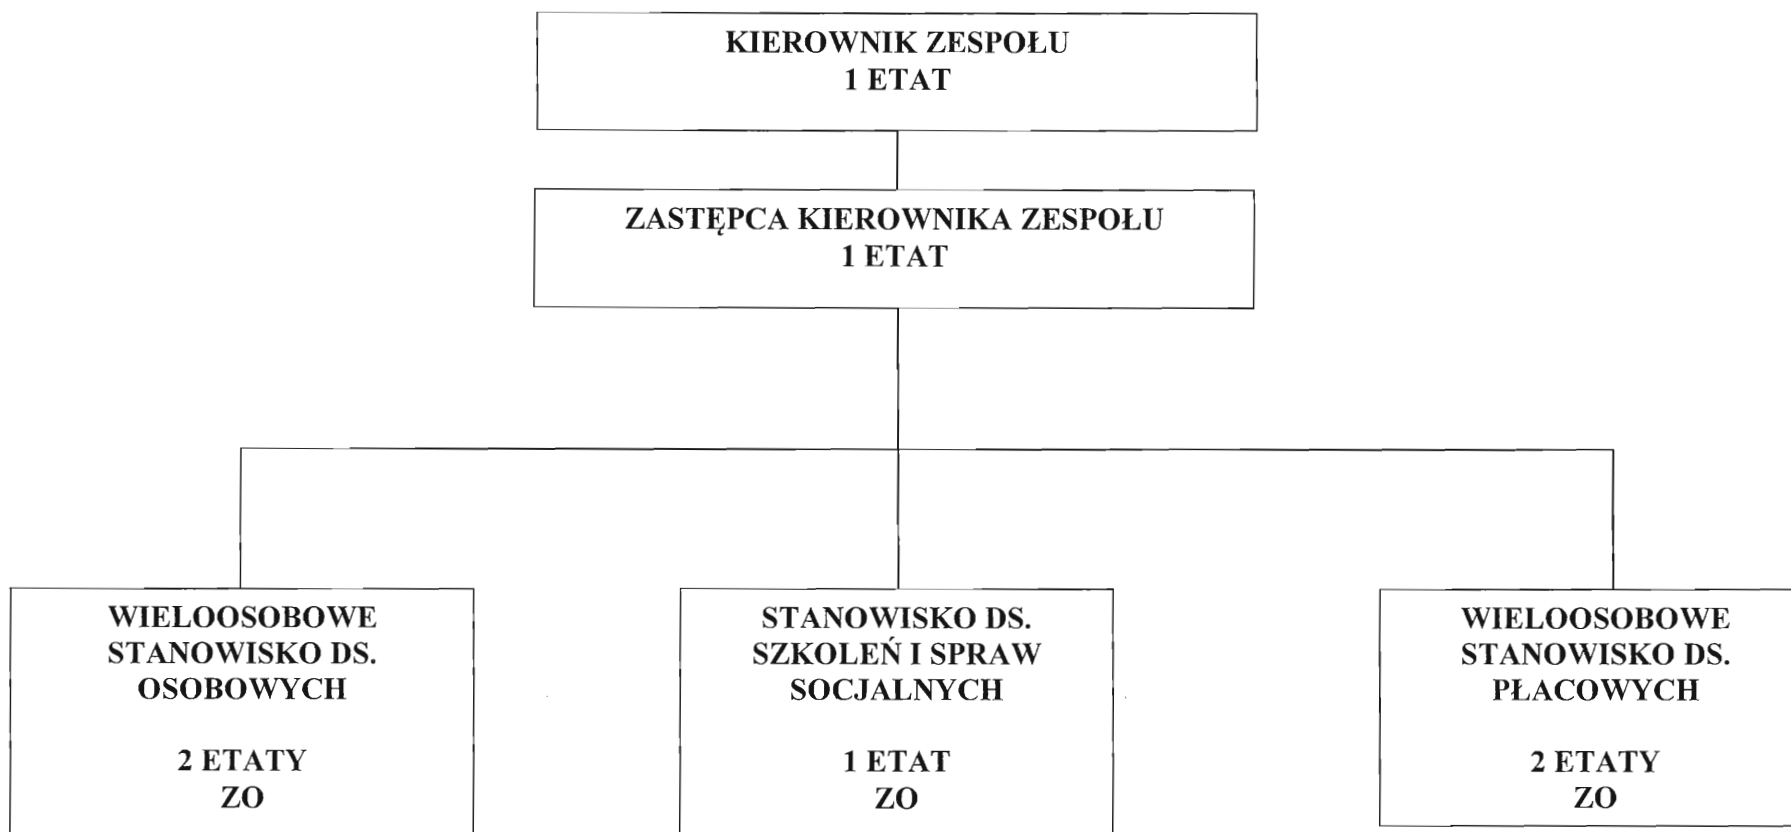 KIEROWNIK ZESPOŁU
1 ETAT
ZASTĘPCA KIEROWNIKA ZESPOŁU
1 ETAT
WIELOOSOBOWE
STANOWISKO DS.
OSOBOWYCH
2 ETATY
ZO
STANOWISKO DS.
SZKOLEŃ I SPRAW
SOCJALNYCH
1 ETAT
ZO
WIELOOSOBOWE
STANOWISKO DS.
PŁACOWYCH
2 ETATY
ZO